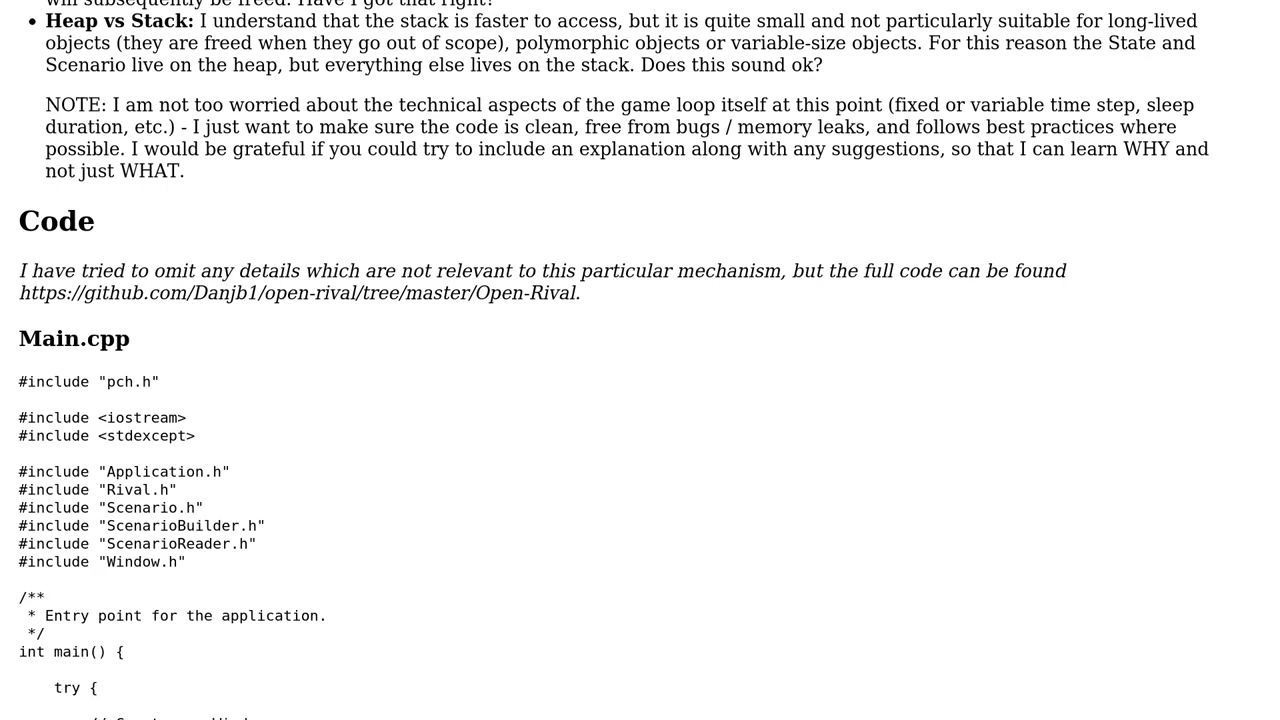 will subsequently be freed. Have I got that right?
• Heap vs Stack: I understand that the stack is faster to access, but it is quite small and not particularly suitable for long-lived
objects (they are freed when they go out of scope), polymorphic objects or variable-size objects. For this reason the State and
Scenario live on the heap, but everything else lives on the stack. Does this sound ok?
NOTE: I am not too worried about the technical aspects of the game loop itself at this point (fixed or variable time step, sleep
duration, etc.) - I just want to make sure the code is clean, free from bugs / memory leaks, and follows best practices where
possible. I would be grateful if you could try to include an explanation along with any suggestions, so that I can learn WHY and
not just WHAT.
Code
I have tried to omit any details which are not relevant to this particular mechanism, but the full code can be found
https://github.com/Danjb1/open-rival/tree/master/Open-Rival.
Main.cpp
#include "pch.h"
#include <iostream>
#include <stdexcept>
#include "Application.h"
#include "Rival.h"
#include "Scenario.h"
#include "ScenarioBuilder.h"
#include "ScenarioReader.h"
#include "Window.h"
/**
 * Entry point for the application.
 */
int main() {
    try {